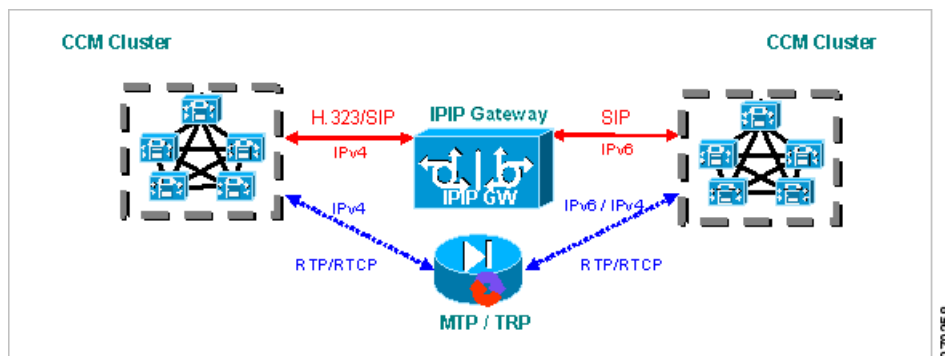 CCM Cluster
CCM Cluster
H.323/SIP
IPIP Gateway
SIP
IPv4
IPv6
IPIP GW
IPv4
IPv6 / IPv4
RTP/RTCP
RTP/RTCP
MTP / TRP